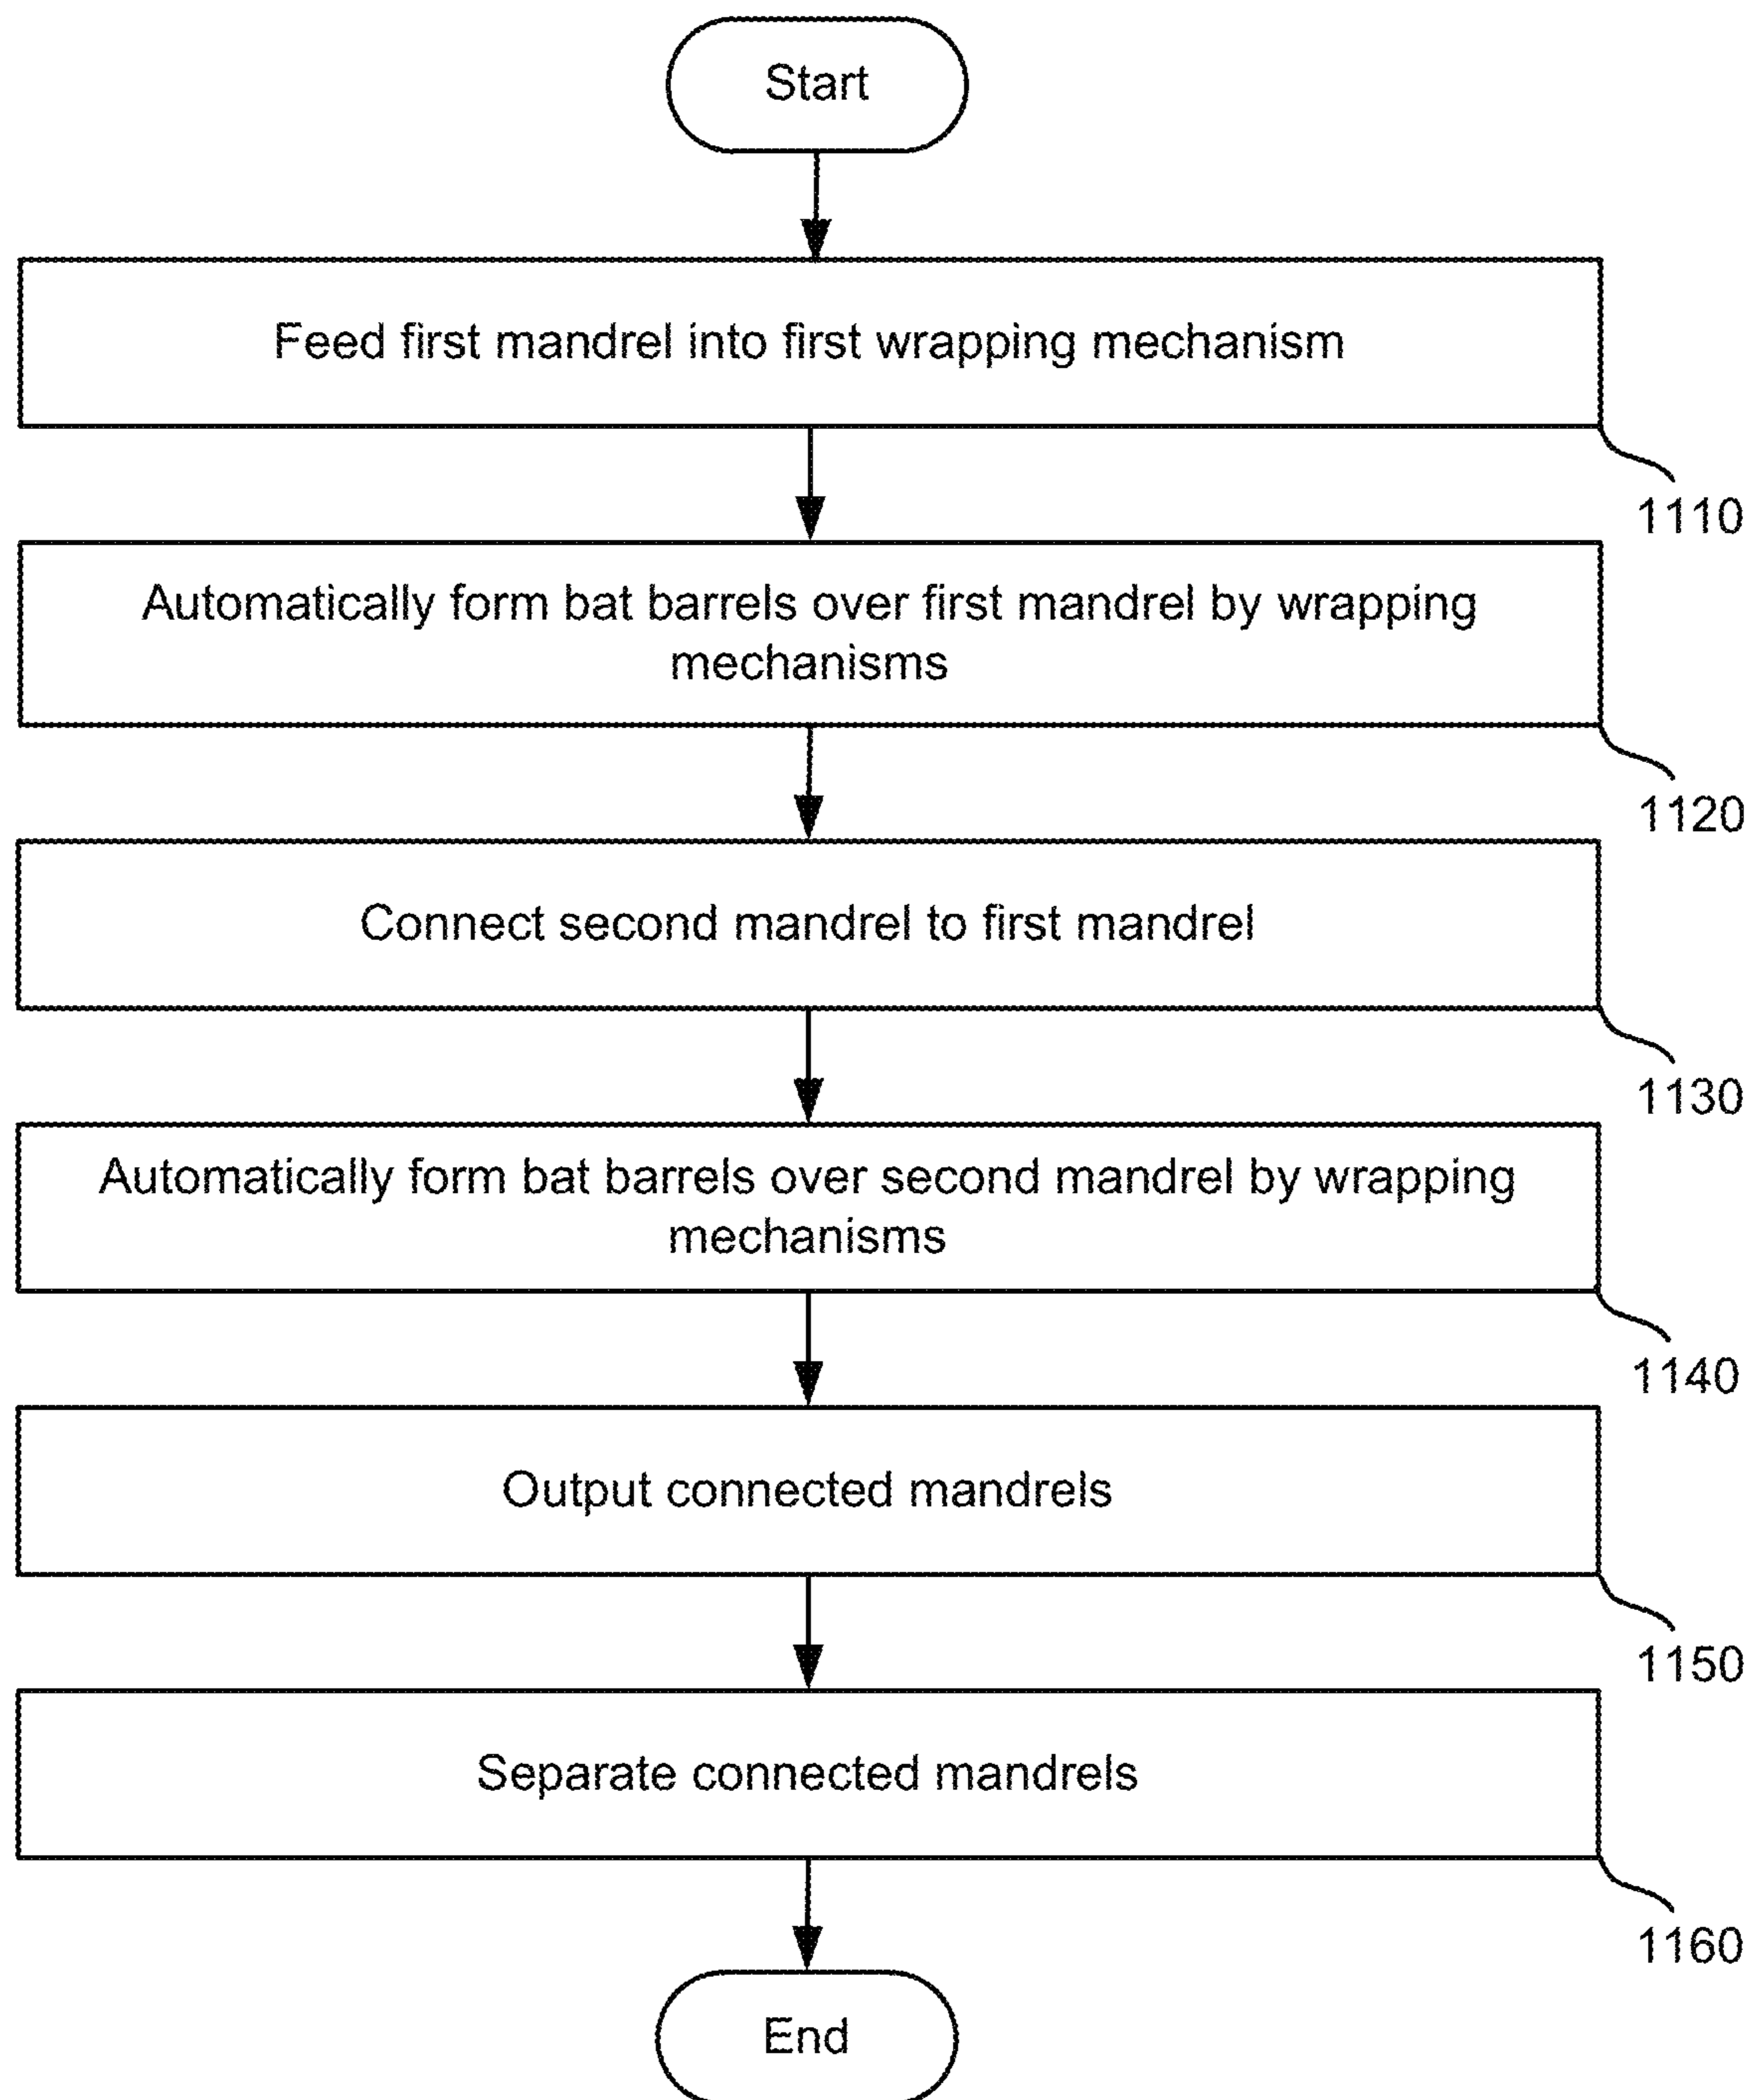 Start
Feed first mandrel into first wrapping mechanism
1110
Automatically form bat barrels over first mandrel by wrapping
mechanisms
1120
Connect second mandrel to first mandrel
1130
Automatically form bat barrels over second mandrel by wrapping
mechanisms
1140
Output connected mandrels
1150
Separate connected mandrels
1160
End